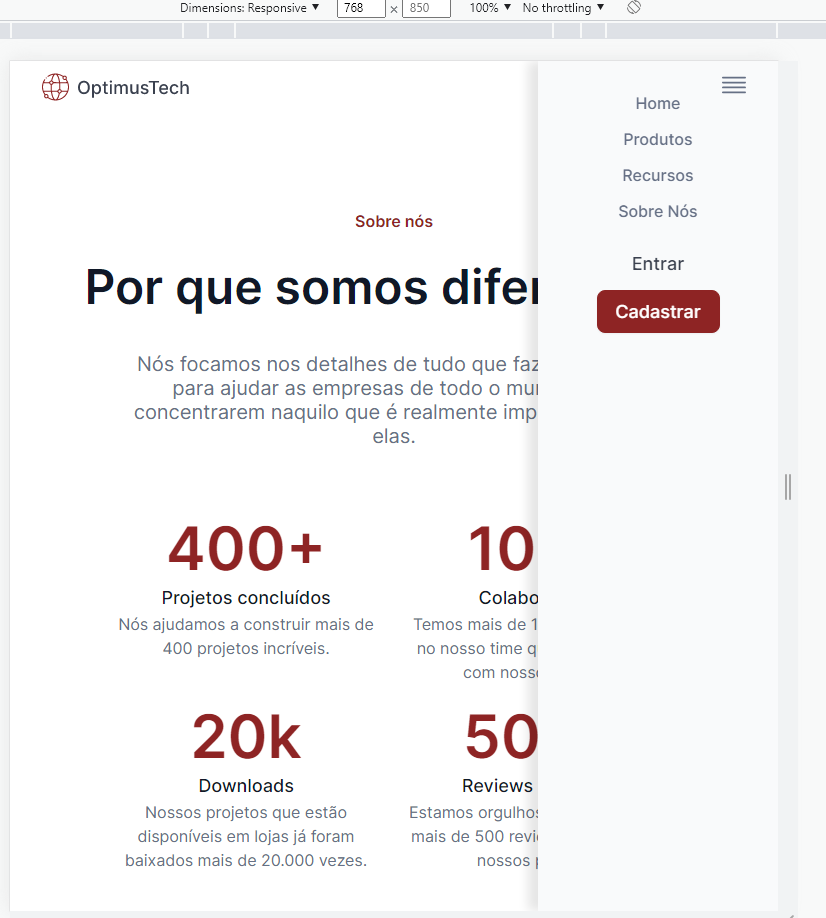 Dimensions: Responsive ▼ 768 × 850 100% ▼ No throttling ▼
OptimusTech
Home
Produtos
Recursos
Sobre Nós
Entrar
Cadastrar
Sobre nós
Por que somos difer
Nós focamos nos detalhes de tudo que faz
para ajudar as empresas de todo o mu
concentrarem naquilo que é realmente imp
elas.
400+
Projetos concluídos
Nós ajudamos a construir mais de
400 projetos incríveis.
10
Colabo
Temos mais de 1
no nosso time q
com noss
20k
Downloads
Nossos projetos que estão
disponíveis em lojas já foram
baixados mais de 20.000 vezes.
50
Reviews
Estamos orgulhos
mais de 500 revi
nossos